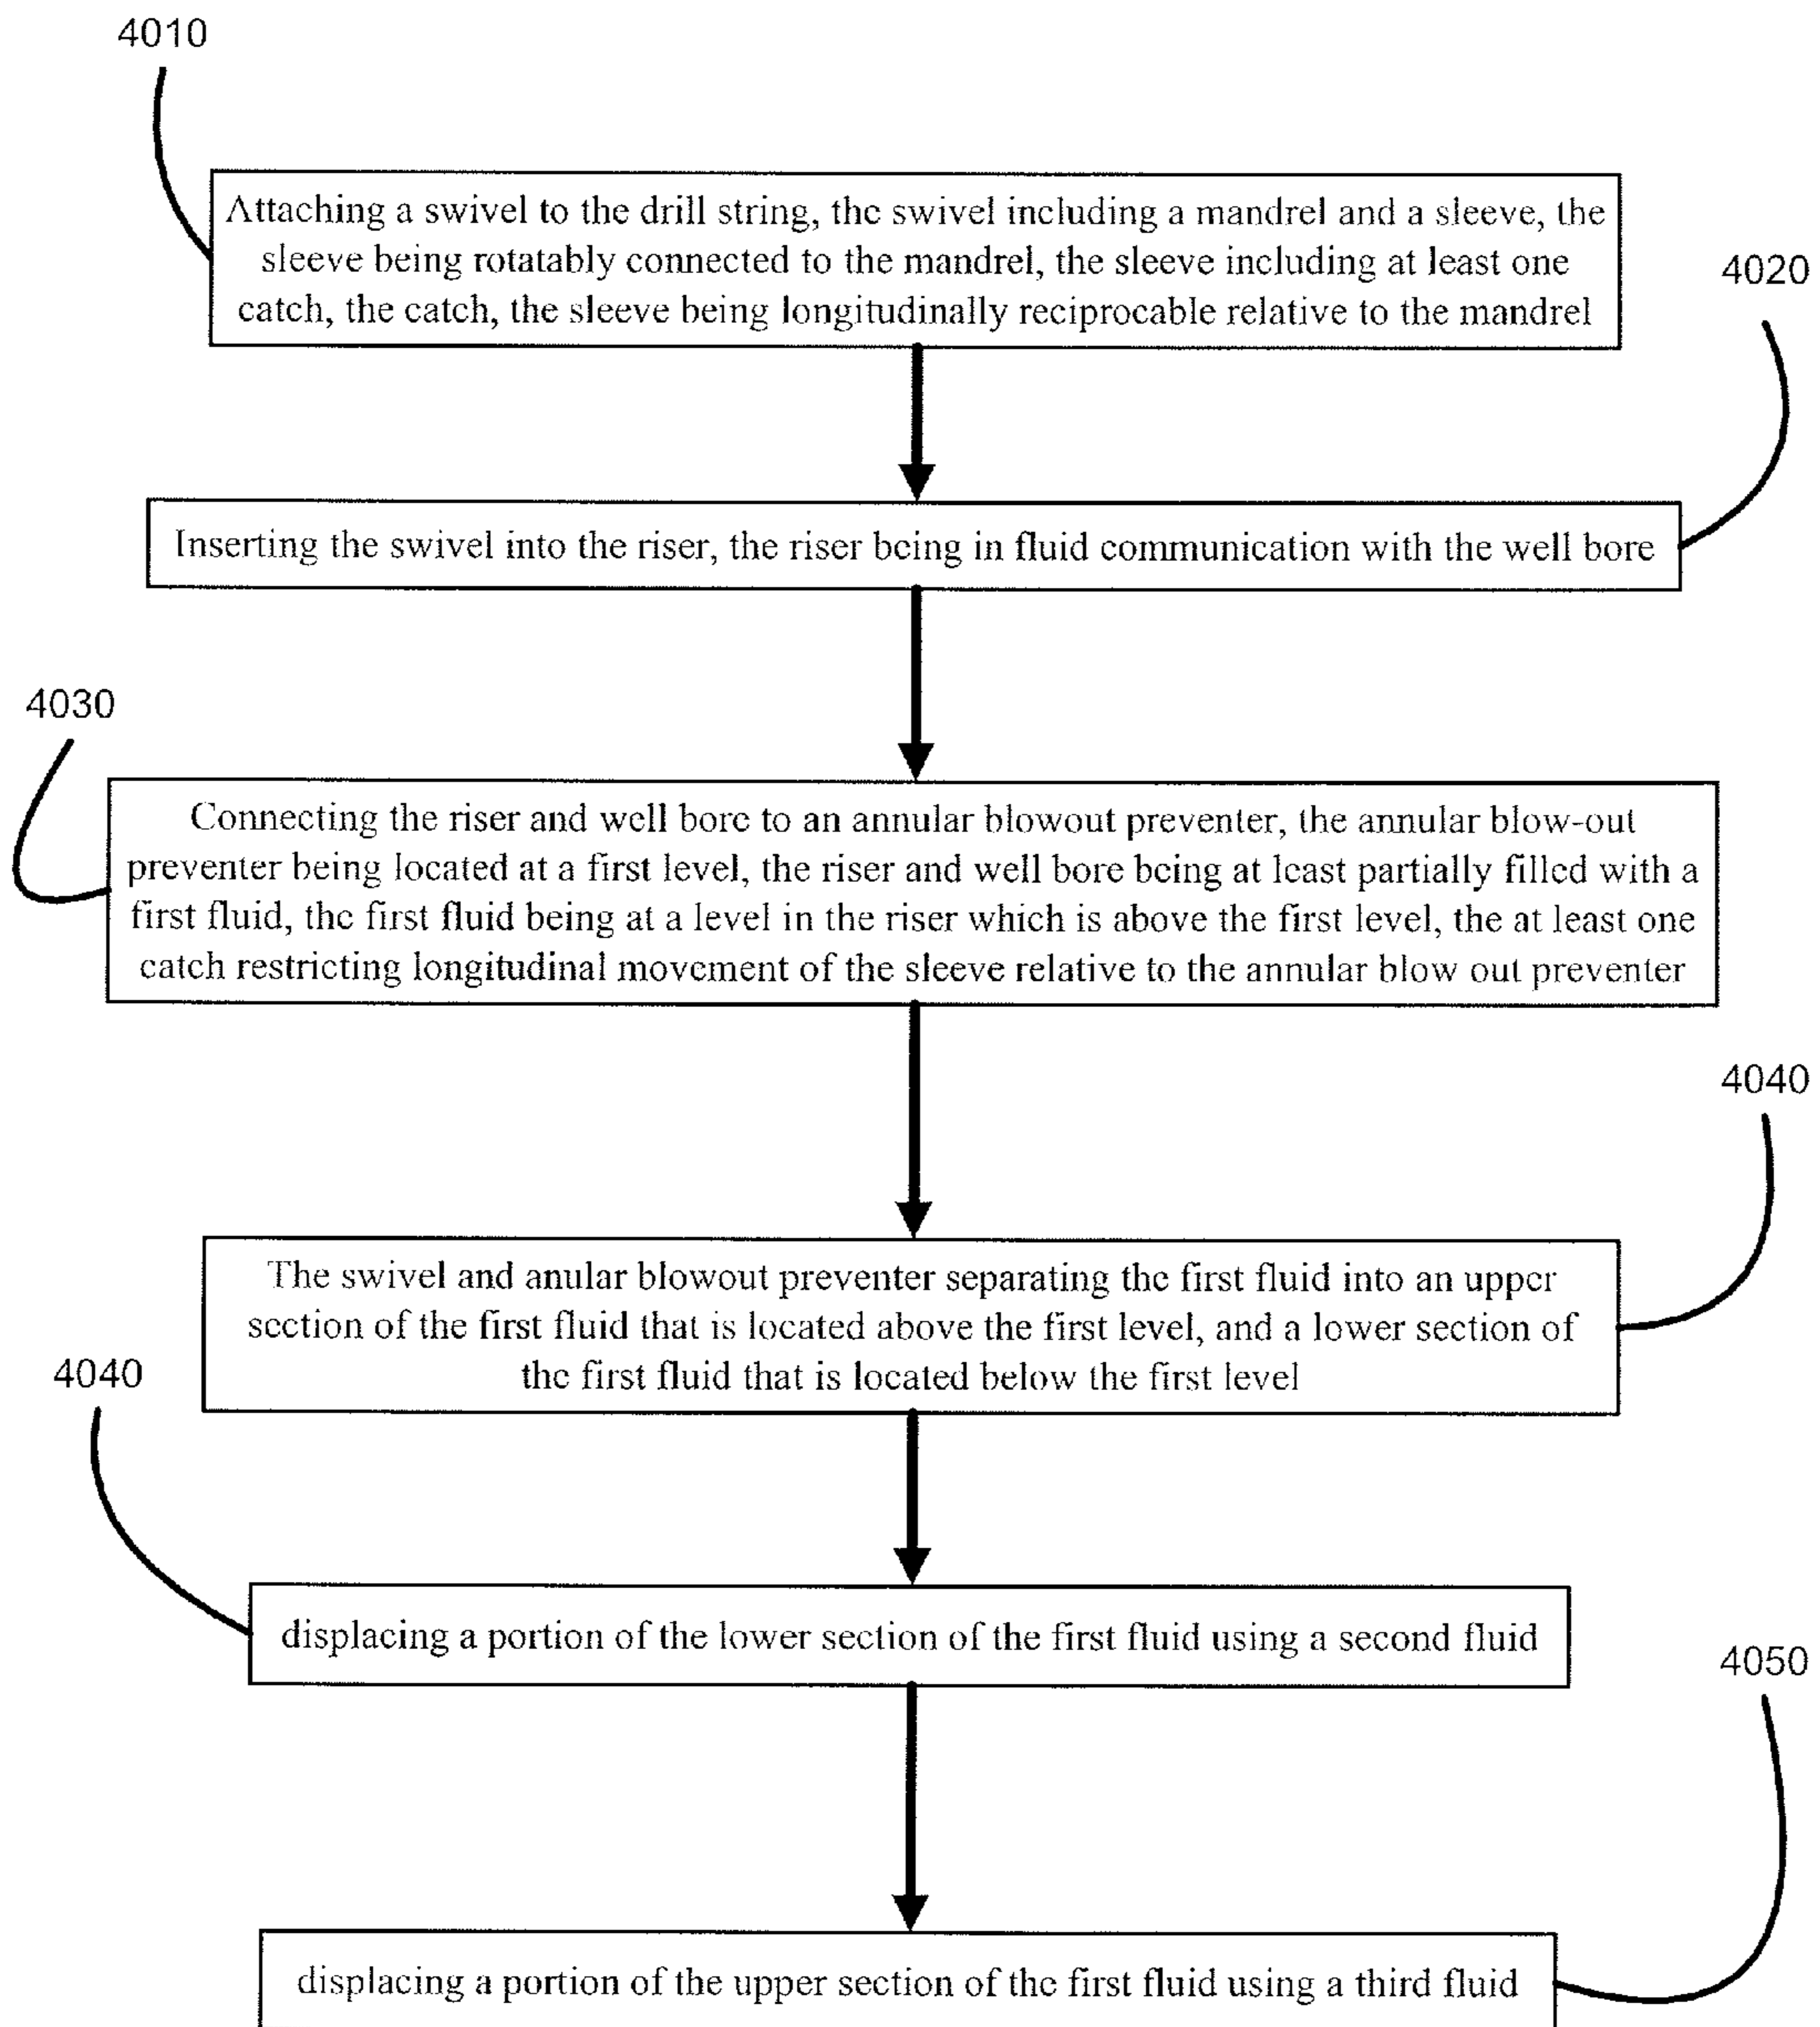 4010
Attaching a swivel to the drill string, the swivel including a mandrel and a sleeve, the
sleeve being rotatably connected to the mandrel, the sleeve including at least one
catch, the catch, the sleeve being longitudinally reciprocable relative to the mandrel
4020
Inserting the swivel into the riser, the riser being in fluid communication with the well bore
4030
Connecting the riser and well bore to an annular blowout preventer, the annular blow-out
preventer being located at a first level, the riser and well bore being at least partially filled with a
first fluid, the first fluid being at a level in the riser which is above the first level, the at least one
catch restricting longitudinal movement of the sleeve relative to the annular blow out preventer
4040
The swivel and anular blowout preventer separating the first fluid into an upper
section of the first fluid that is located above the first level, and a lower section of
the first fluid that is located below the first level
4040
displacing a portion of the lower section of the first fluid using a second fluid
4050
displacing a portion of the upper section of the first fluid using a third fluid